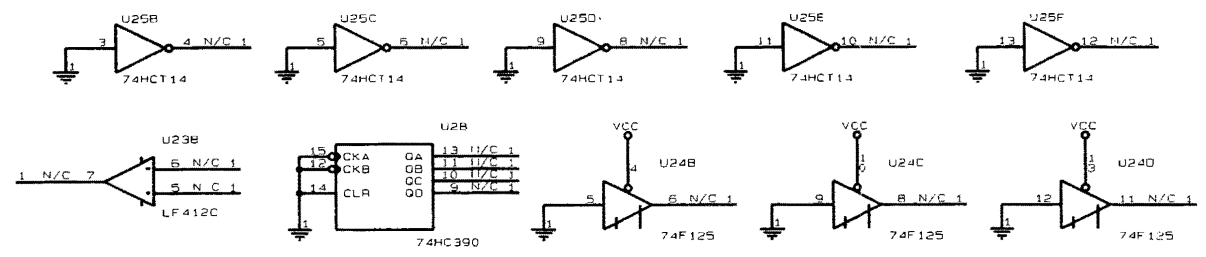 U25B U25C U25D U25E U25F
3 4 N/C 1 5 6 N/C 1 9 8 N/C 1 11 10 N/C 1 13 12 N/C 1
1 1 1 1 1
74HCT14 74HCT14 74HCT14 74HCT14 74HCT14
U23B U2B VCC VCC VCC
1 N/C 7 6 N/C 1
5 N/C 1
LF412C
15 CKA QA 13 N/C 1
12 CKB QB 11 N/C 1
QC 10 N/C 1
14 CLR QD 9 N/C 1
1
74HC390
4 U24B 10 U24C 13 U24D
5 6 N/C 1 9 8 N/C 1 12 11 N/C 1
1 1 1
74F125 74F125 74F125